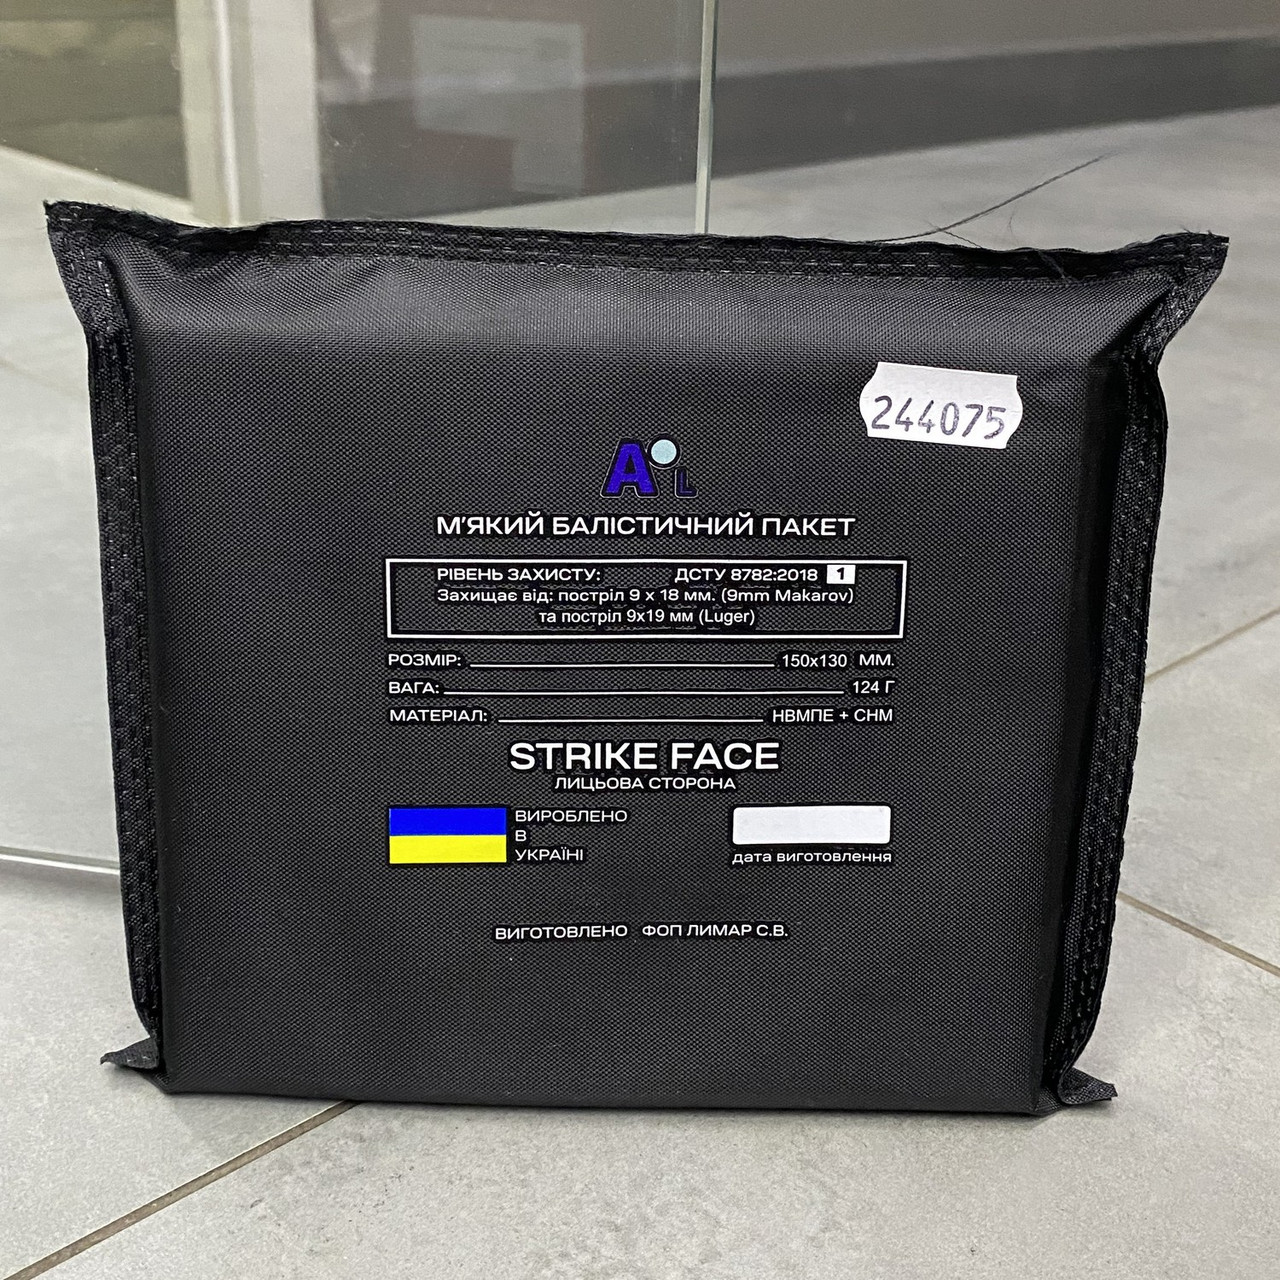 244075
A L
М'ЯКИЙ БАЛІСТИЧНИЙ ПАКЕТ
РІВЕНЬ ЗАХИСТУ: ДСТУ 8782:2018 1
Захищає від: постріл 9 х 18 мм. (9mm Makarov)
та постріл 9х19 мм (Luger)
РОЗМІР: 150х130 ММ.
ВАГА: 124 Г
МАТЕРІАЛ: НВМПЕ + СНМ
STRIKE FACE
ЛИЦЬОВА СТОРОНА
ВИРОБЛЕНО
В
УКРАЇНІ
дата виготовлення
ВИГОТОВЛЕНО ФОП ЛИМАР С.В.